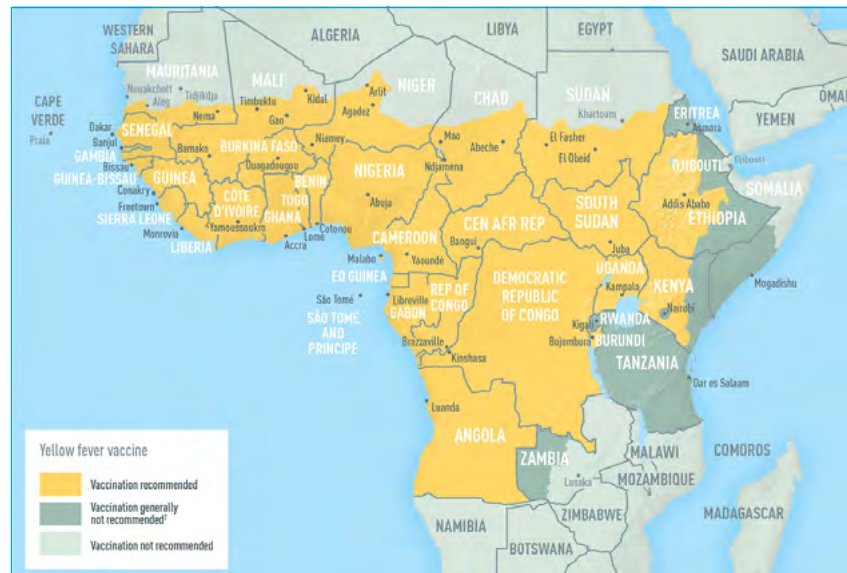 WESTERN
SAHARA
ALGERIA
LIBYA
EGYPT
SAUDI ARABIA
OMAN
YEMEN
CAPE
VERDE
Praia
MAURITANIA
Nouakchott
Tidjikdja
Aleg
Nema
MALI
Timbuktu
Kidal
Gao
Arlit
Agadez
NIGER
CHAD
SUDAN
Khartoum
ERITREA
Asmara
Dakar
SENEGAL
Banjul
GAMBIA
Bissau
GUINEA-BISSAU
Bamako
BURKINA FASO
Ouagadougou
Niamey
Mao
Abeche
Ndjamena
El Fasher
El Obeid
DJIBOUTI
Djibouti
SOMALIA
GUINEA
Conakry
Freetown
SIERRA LEONE
Monrovia
LIBERIA
CÔTE
D'IVOIRE
Yamoussoukro
GHANA
Accra
TOGO
Lomé
BENIN
Cotonou
NIGERIA
Abuja
CAMEROON
Yaoundé
CEN AFR REP
Bangui
SOUTH
SUDAN
Juba
Addis Ababa
ETHIOPIA
Malabo
EQ GUINEA
São Tomé
SÃO TOMÉ
AND
PRINCIPE
Libreville
GABON
REP OF
CONGO
Brazzaville
Kinshasa
DEMOCRATIC
REPUBLIC
OF CONGO
UGANDA
Kampala
KENYA
Nairobi
Mogadishu
Kigali
RWANDA
Bujumbura
BURUNDI
TANZANIA
Dar es Salaam
Luanda
ANGOLA
ZAMBIA
Lusaka
MALAWI
MOZAMBIQUE
COMOROS
MADAGASCAR
ZIMBABWE
NAMIBIA
BOTSWANA
Yellow fever vaccine
Vaccination recommended
Vaccination generally
not recommended
Vaccination not recommended